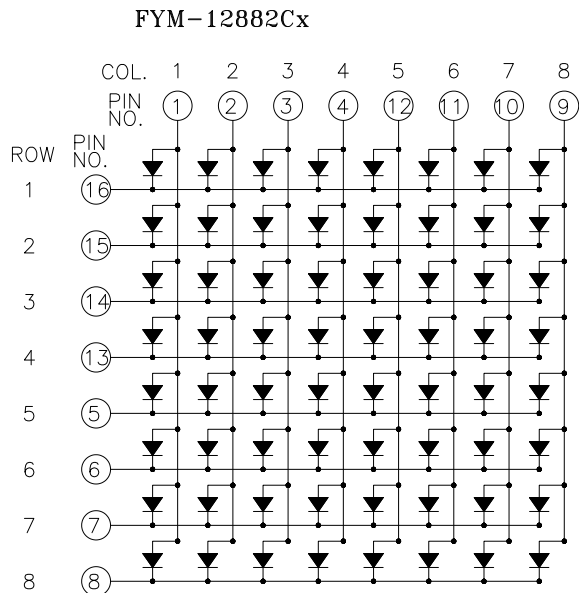 FYM-12882Cx
COL. 1 2 3 4 5 6 7 8
PIN NO. 1 2 3 4 12 11 10 9
ROW PIN NO.
1 16
2 15
3 14
4 13
5 5
6 6
7 7
8 8